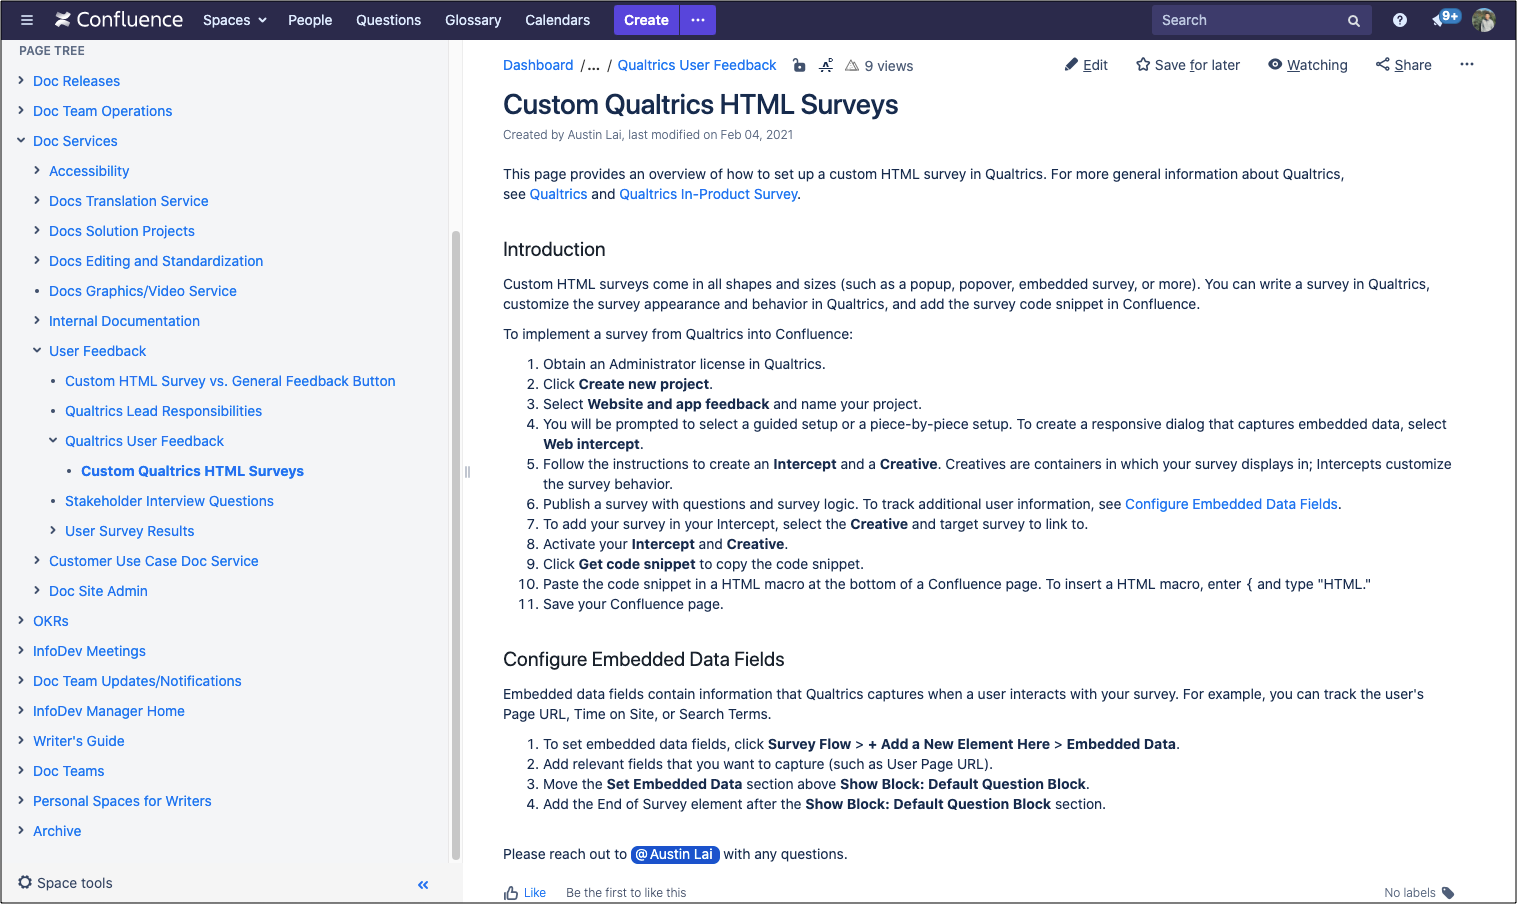 Confluence Spaces People Questions Glossary Calendars Create ··· Search 9+
PAGE TREE
Doc Releases
Doc Team Operations
Doc Services
Accessibility
Docs Translation Service
Docs Solution Projects
Docs Editing and Standardization
Docs Graphics/Video Service
Internal Documentation
User Feedback
Custom HTML Survey vs. General Feedback Button
Qualtrics Lead Responsibilities
Qualtrics User Feedback
Custom Qualtrics HTML Surveys
Stakeholder Interview Questions
User Survey Results
Customer Use Case Doc Service
Doc Site Admin
OKRs
InfoDev Meetings
Doc Team Updates/Notifications
InfoDev Manager Home
Writer's Guide
Doc Teams
Personal Spaces for Writers
Archive
Space tools
Dashboard /... / Qualtrics User Feedback 9 views Edit Save for later Watching Share ···
Custom Qualtrics HTML Surveys
Created by Austin Lai, last modified on Feb 04, 2021
This page provides an overview of how to set up a custom HTML survey in Qualtrics. For more general information about Qualtrics,
see Qualtrics and Qualtrics In-Product Survey.
Introduction
Custom HTML surveys come in all shapes and sizes (such as a popup, popover, embedded survey, or more). You can write a survey in Qualtrics,
customize the survey appearance and behavior in Qualtrics, and add the survey code snippet in Confluence.
To implement a survey from Qualtrics into Confluence:
1. Obtain an Administrator license in Qualtrics.
2. Click Create new project.
3. Select Website and app feedback and name your project.
4. You will be prompted to select a guided setup or a piece-by-piece setup. To create a responsive dialog that captures embedded data, select
Web intercept.
5. Follow the instructions to create an Intercept and a Creative. Creatives are containers in which your survey displays in; Intercepts customize
the survey behavior.
6. Publish a survey with questions and survey logic. To track additional user information, see Configure Embedded Data Fields.
7. To add your survey in your Intercept, select the Creative and target survey to link to.
8. Activate your Intercept and Creative.
9. Click Get code snippet to copy the code snippet.
10. Paste the code snippet in a HTML macro at the bottom of a Confluence page. To insert a HTML macro, enter { and type "HTML."
11. Save your Confluence page.
Configure Embedded Data Fields
Embedded data fields contain information that Qualtrics captures when a user interacts with your survey. For example, you can track the user's
Page URL, Time on Site, or Search Terms.
1. To set embedded data fields, click Survey Flow > + Add a New Element Here > Embedded Data.
2. Add relevant fields that you want to capture (such as User Page URL).
3. Move the Set Embedded Data section above Show Block: Default Question Block.
4. Add the End of Survey element after the Show Block: Default Question Block section.
Please reach out to @Austin Lai with any questions.
Like Be the first to like this No labels